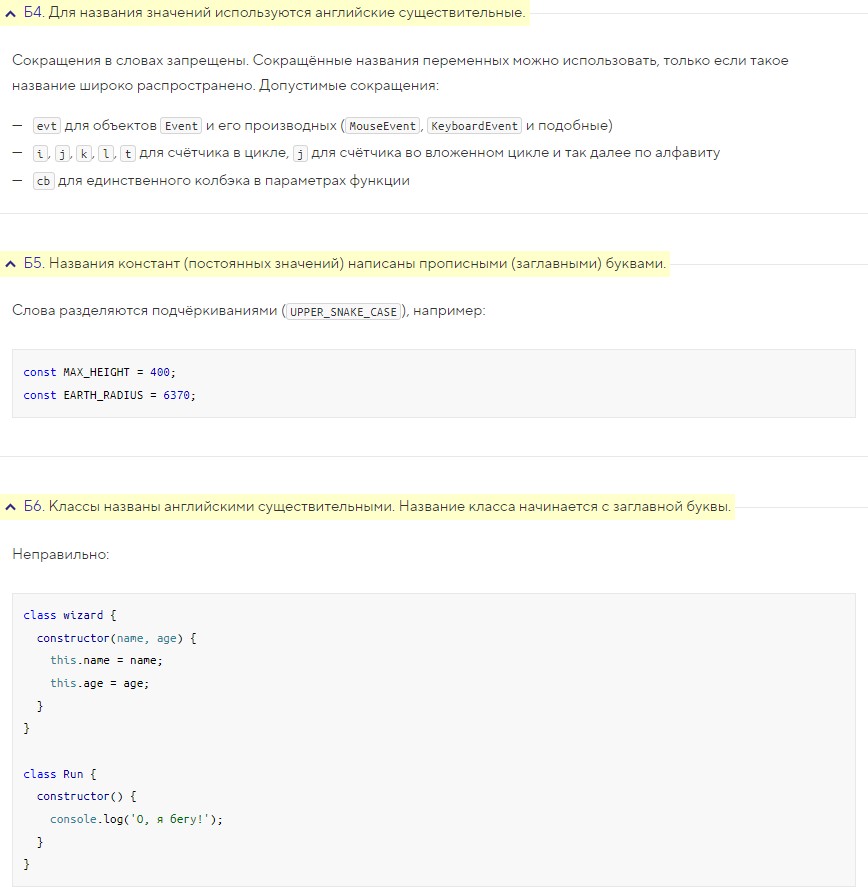 Б4. Для названия значений используются английские существительные.
Сокращения в словах запрещены. Сокращённые названия переменных можно использовать, только если такое
название широко распространено. Допустимые сокращения:
— evt для объектов Event и его производных (MouseEvent, KeyboardEvent и подобные)
— i, j, k, l, t для счётчика в цикле, j для счётчика во вложенном цикле и так далее по алфавиту
— cb для единственного колбэка в параметрах функции
Б5. Названия констант (постоянных значений) написаны прописными (заглавными) буквами.
Слова разделяются подчёркиваниями (UPPER_SNAKE_CASE), например:
const MAX_HEIGHT = 400;
const EARTH_RADIUS = 6370;
Б6. Классы названы английскими существительными. Название класса начинается с заглавной буквы.
Неправильно:
class wizard {
  constructor(name, age) {
    this.name = name;
    this.age = age;
  }
}
class Run {
  constructor() {
    console.log('О, я бегу!');
  }
}